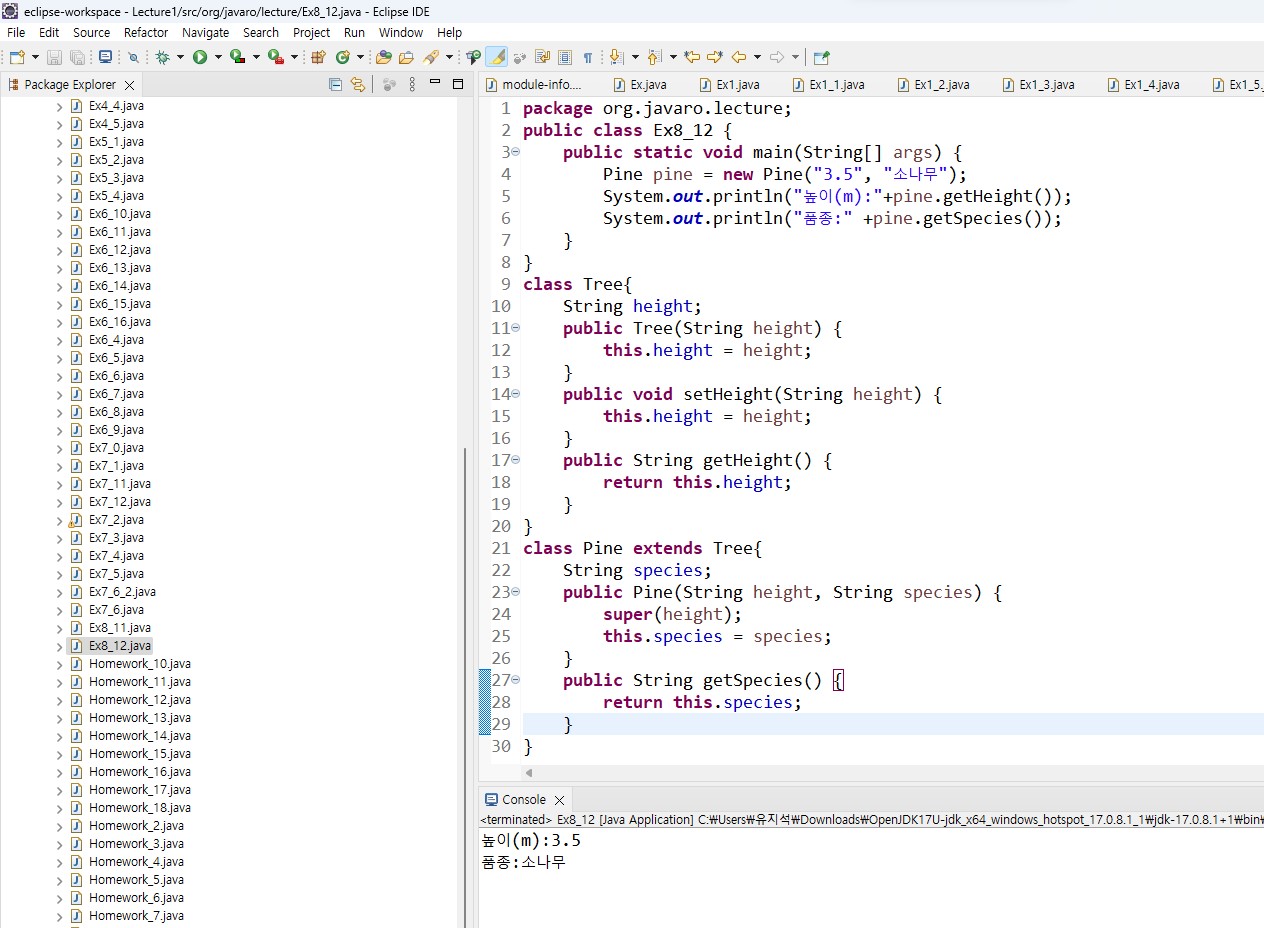 eclipse-workspace - Lecture1/src/org/javaro/lecture/Ex8_12.java - Eclipse IDE
File Edit Source Refactor Navigate Search Project Run Window Help
Package Explorer
Ex4_4.java
Ex4_5.java
Ex5_1.java
Ex5_2.java
Ex5_3.java
Ex5_4.java
Ex6_10.java
Ex6_11.java
Ex6_12.java
Ex6_13.java
Ex6_14.java
Ex6_15.java
Ex6_16.java
Ex6_4.java
Ex6_5.java
Ex6_6.java
Ex6_7.java
Ex6_8.java
Ex6_9.java
Ex7_0.java
Ex7_1.java
Ex7_11.java
Ex7_12.java
Ex7_2.java
Ex7_3.java
Ex7_4.java
Ex7_5.java
Ex7_6_2.java
Ex7_6.java
Ex8_11.java
Ex8_12.java
Homework_10.java
Homework_11.java
Homework_12.java
Homework_13.java
Homework_14.java
Homework_15.java
Homework_16.java
Homework_17.java
Homework_18.java
Homework_2.java
Homework_3.java
Homework_4.java
Homework_5.java
Homework_6.java
Homework_7.java
module-info.... Ex.java Ex1.java Ex1_1.java Ex1_2.java Ex1_3.java Ex1_4.java Ex1_5.
1 package org.javaro.lecture;
2 public class Ex8_12 {
3 public static void main(String[] args) {
4 Pine pine = new Pine("3.5", "소나무");
5 System.out.println("높이(m):"+pine.getHeight());
6 System.out.println("품종:" +pine.getSpecies());
7 }
8 }
9 class Tree{
10 String height;
11 public Tree(String height) {
12 this.height = height;
13 }
14 public void setHeight(String height) {
15 this.height = height;
16 }
17 public String getHeight() {
18 return this.height;
19 }
20 }
21 class Pine extends Tree{
22 String species;
23 public Pine(String height, String species) {
24 super(height);
25 this.species = species;
26 }
27 public String getSpecies() {
28 return this.species;
29 }
30 }
Console
<terminated> Ex8_12 [Java Application] C:₩Users₩유지석₩Downloads₩OpenJDK17U-jdk_x64_windows_hotspot_17.0.8.1_1₩jdk-17.0.8.1+1₩bin₩
높이(m):3.5
품종:소나무